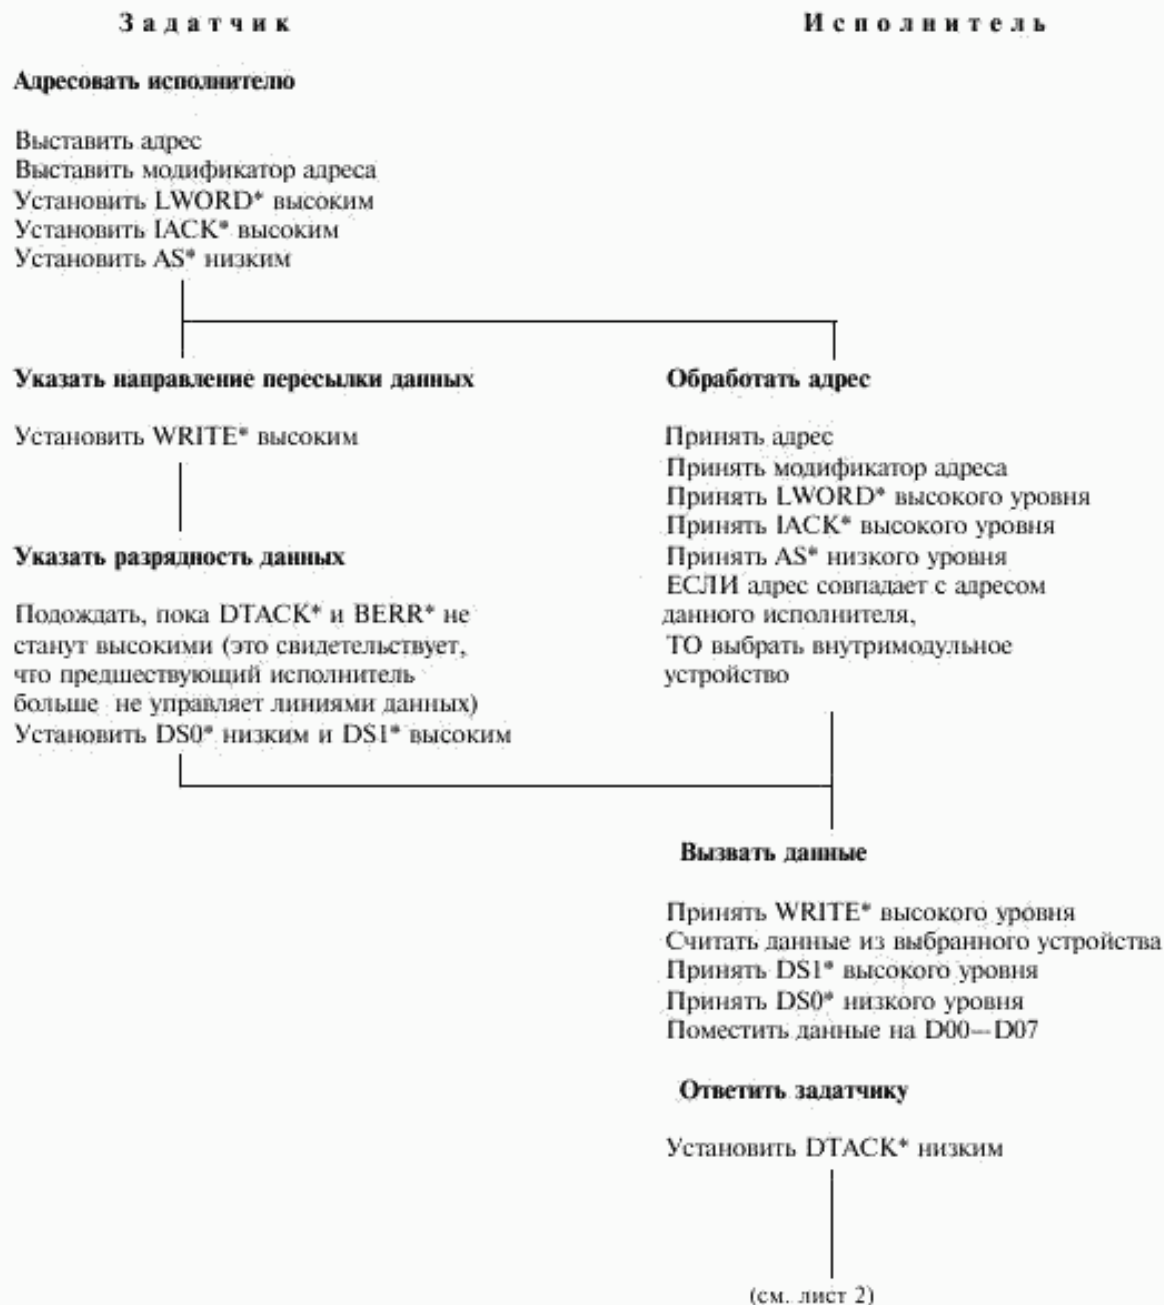 Задатчик
Исполнитель
Адресовать исполнителю
Выставить адрес
Выставить модификатор адреса
Установить LWORD* высоким
Установить IACK* высоким
Установить AS* низким
Указать направление пересылки данных
Установить WRITE* высоким
Указать разрядность данных
Подождать, пока DTACK* и BERR* не
станут высокими (это свидетельствует,
что предшествующий исполнитель
больше не управляет линиями данных)
Установить DS0* низким и DS1* высоким
Обработать адрес
Принять адрес
Принять модификатор адреса
Принять LWORD* высокого уровня
Принять IACK* высокого уровня
Принять AS* низкого уровня
ЕСЛИ адрес совпадает с адресом
данного исполнителя,
ТО выбрать внутримодульное
устройство
Вызвать данные
Принять WRITE* высокого уровня
Считать данные из выбранного устройства
Принять DS1* высокого уровня
Принять DS0* низкого уровня
Поместить данные на D00—D07
Ответить задатчику
Установить DTACK* низким
(см. лист 2)